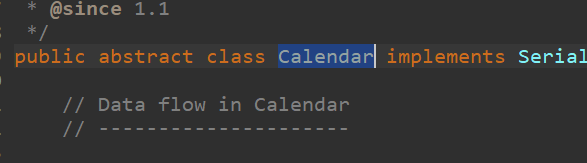 * @since 1.1
*/
public abstract class Calendar implements Serial
// Data flow in Calendar
// ---------------------